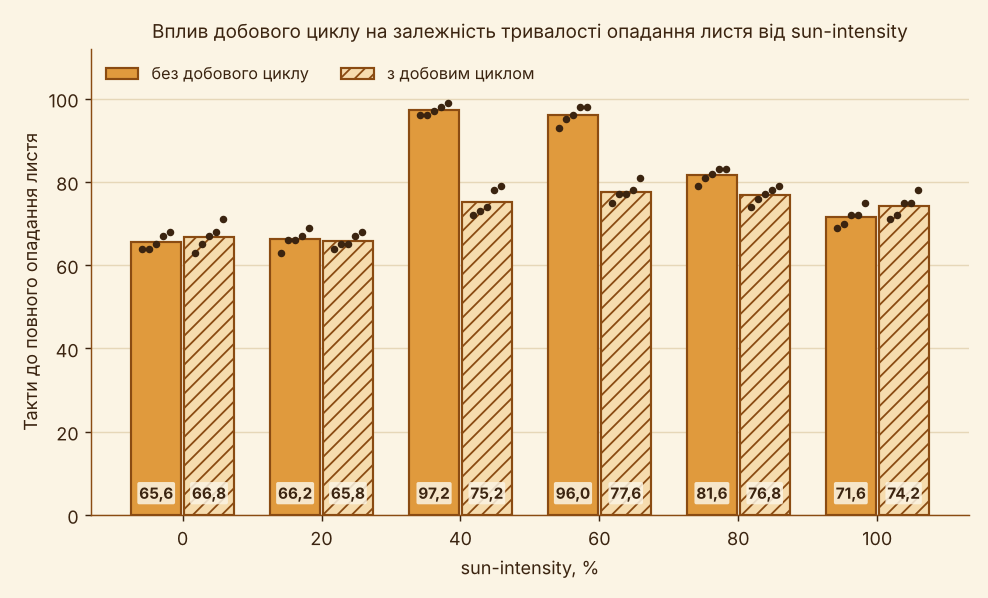 Вплив добового циклу на залежність тривалості опадання листя від sun-intensity
без добового циклу
з добовим циклом
Такти до повного опадання листя
100
80
60
40
20
0
65,6 66,8 66,2 65,8 97,2 75,2 96,0 77,6 81,6 76,8 71,6 74,2
0 20 40 60 80 100
sun-intensity, %